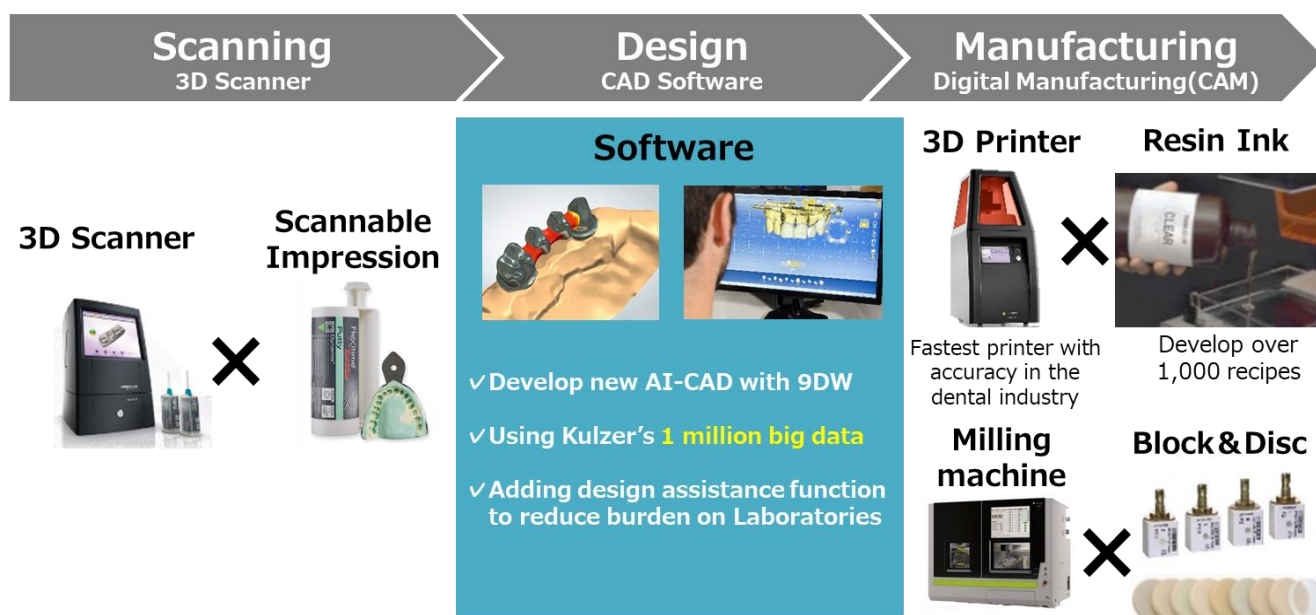 Scanning
3D Scanner
Design
CAD Software
Manufacturing
Digital Manufacturing(CAM)
3D Scanner
Scannable
Impression
Flexitime
Putty
Dynamix
Software
✓Develop new AI-CAD with 9DW
✓Using Kulzer's 1 million big data
✓Adding design assistance function
to reduce burden on Laboratories
3D Printer
Fastest printer with
accuracy in the
dental industry
Resin Ink
CLEAR
Develop over
1,000 recipes
Milling
machine
Block&Disc